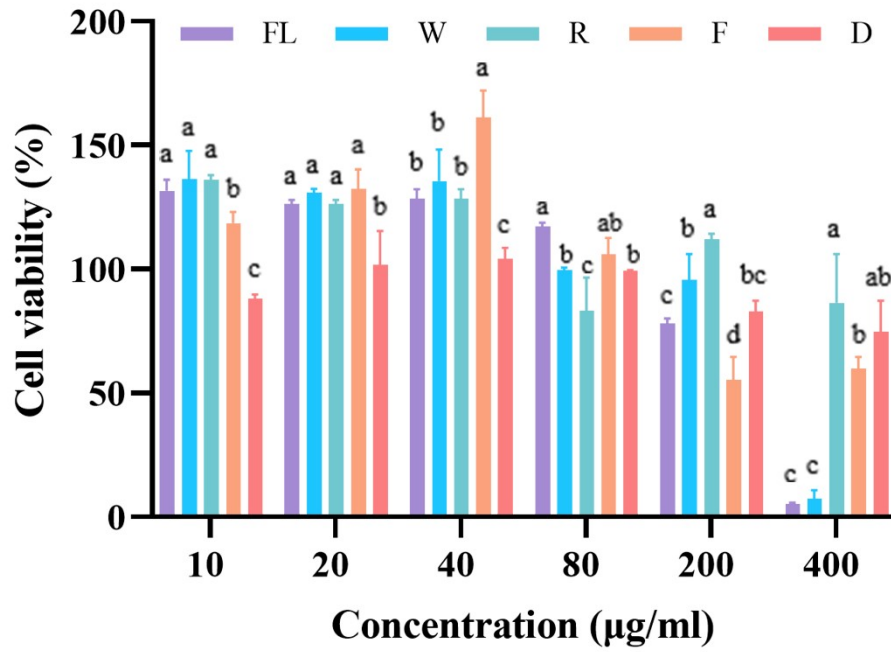 200
FL W R F D
a
a a a a
a
b b b
b
150
b
c
a ab a
b b
c
a
100
c b bc ab
c d b
50
c c
0
10 20 40 80 200 400
Cell viability (%)
Concentration (µg/ml)